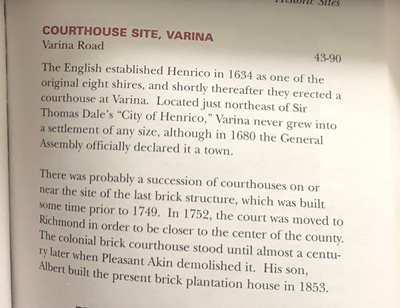 Historic Sites
COURTHOUSE SITE, VARINA
Varina Road
43-90
The English established Henrico in 1634 as one of the
original eight shires, and shortly thereafter they erected a
courthouse at Varina. Located just northeast of Sir
Thomas Dale's "City of Henrico," Varina never grew into
a settlement of any size, although in 1680 the General
Assembly officially declared it a town.
There was probably a succession of courthouses on or
near the site of the last brick structure, which was built
some time prior to 1749. In 1752, the court was moved to
Richmond in order to be closer to the center of the county.
The colonial brick courthouse stood until almost a centu-
ry later when Pleasant Akin demolished it. His son,
Albert built the present brick plantation house in 1853.